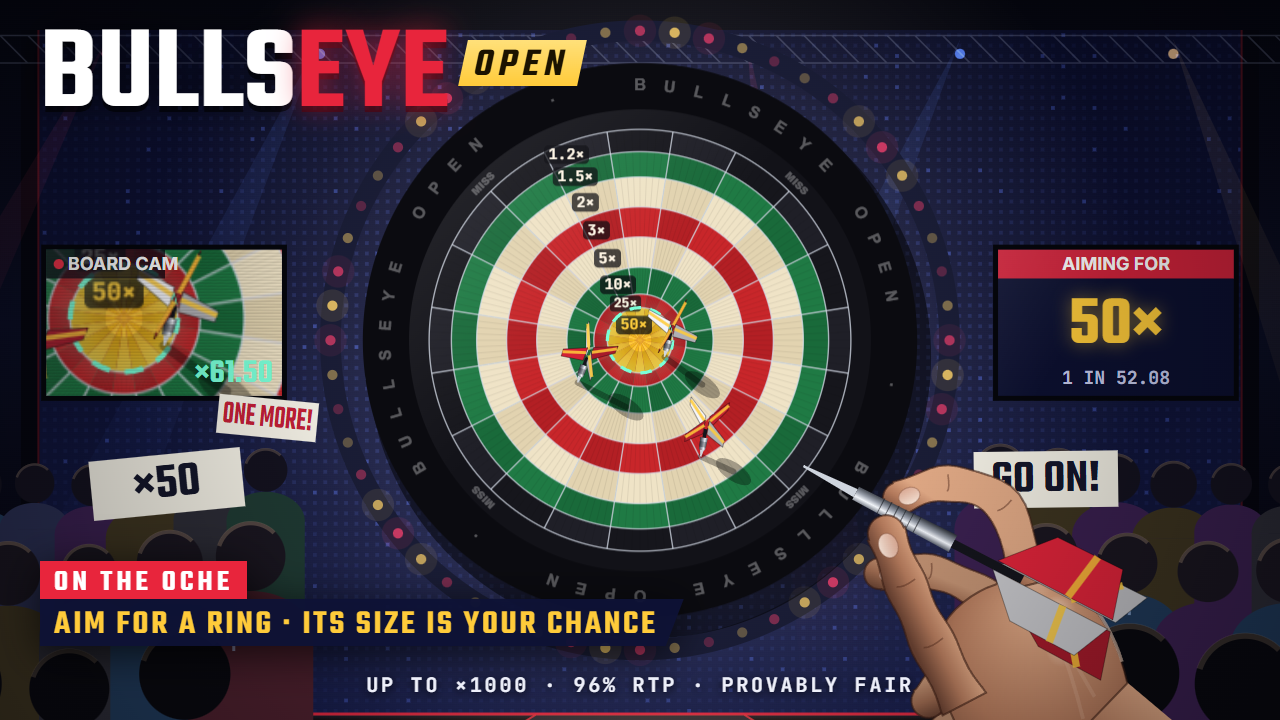 BULLSEYE OPEN
BULLSEYE OPEN · BULLSEYE OPEN · BULLSEYE OPEN ·
MISS
MISS
MISS
MISS
1.2×
1.5×
2×
3×
5×
10×
25×
50×
BOARD CAM
50×
×61.50
ONE MORE!
×50
AIMING FOR
50×
1 IN 52.08
GO ON!
ON THE OCHE
AIM FOR A RING · ITS SIZE IS YOUR CHANCE
UP TO ×1000 · 96% RTP · PROVABLY FAIR